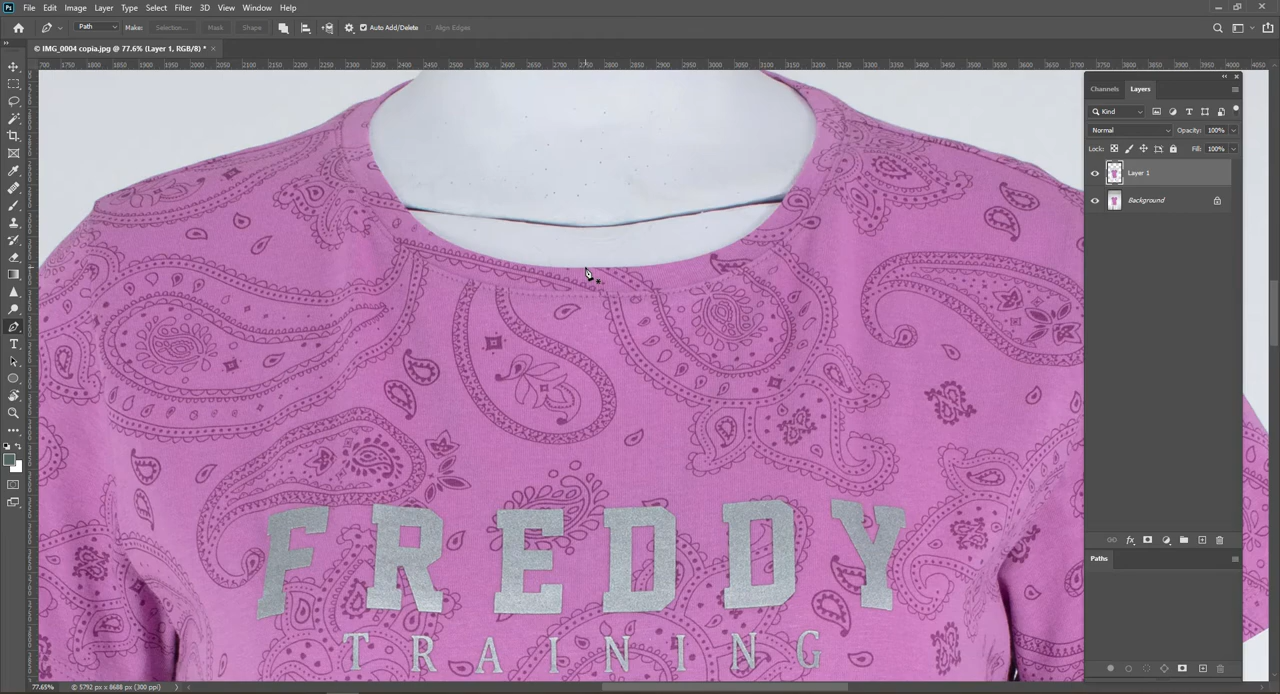 Ps File Edit Image Layer Type Select Filter 3D View Window Help
Path Make: Selection... Mask Shape Auto Add/Delete Align Edges
© IMG_0004 copia.jpg @ 77.6% (Layer 1, RGB/8) * ×
Channels Layers
Kind
Normal Opacity: 100%
Lock: Fill: 100%
Layer 1
Background
FREDDY
TRAINING
fx
Paths
77.65% © 5792 px x 8688 px (300 ppi)